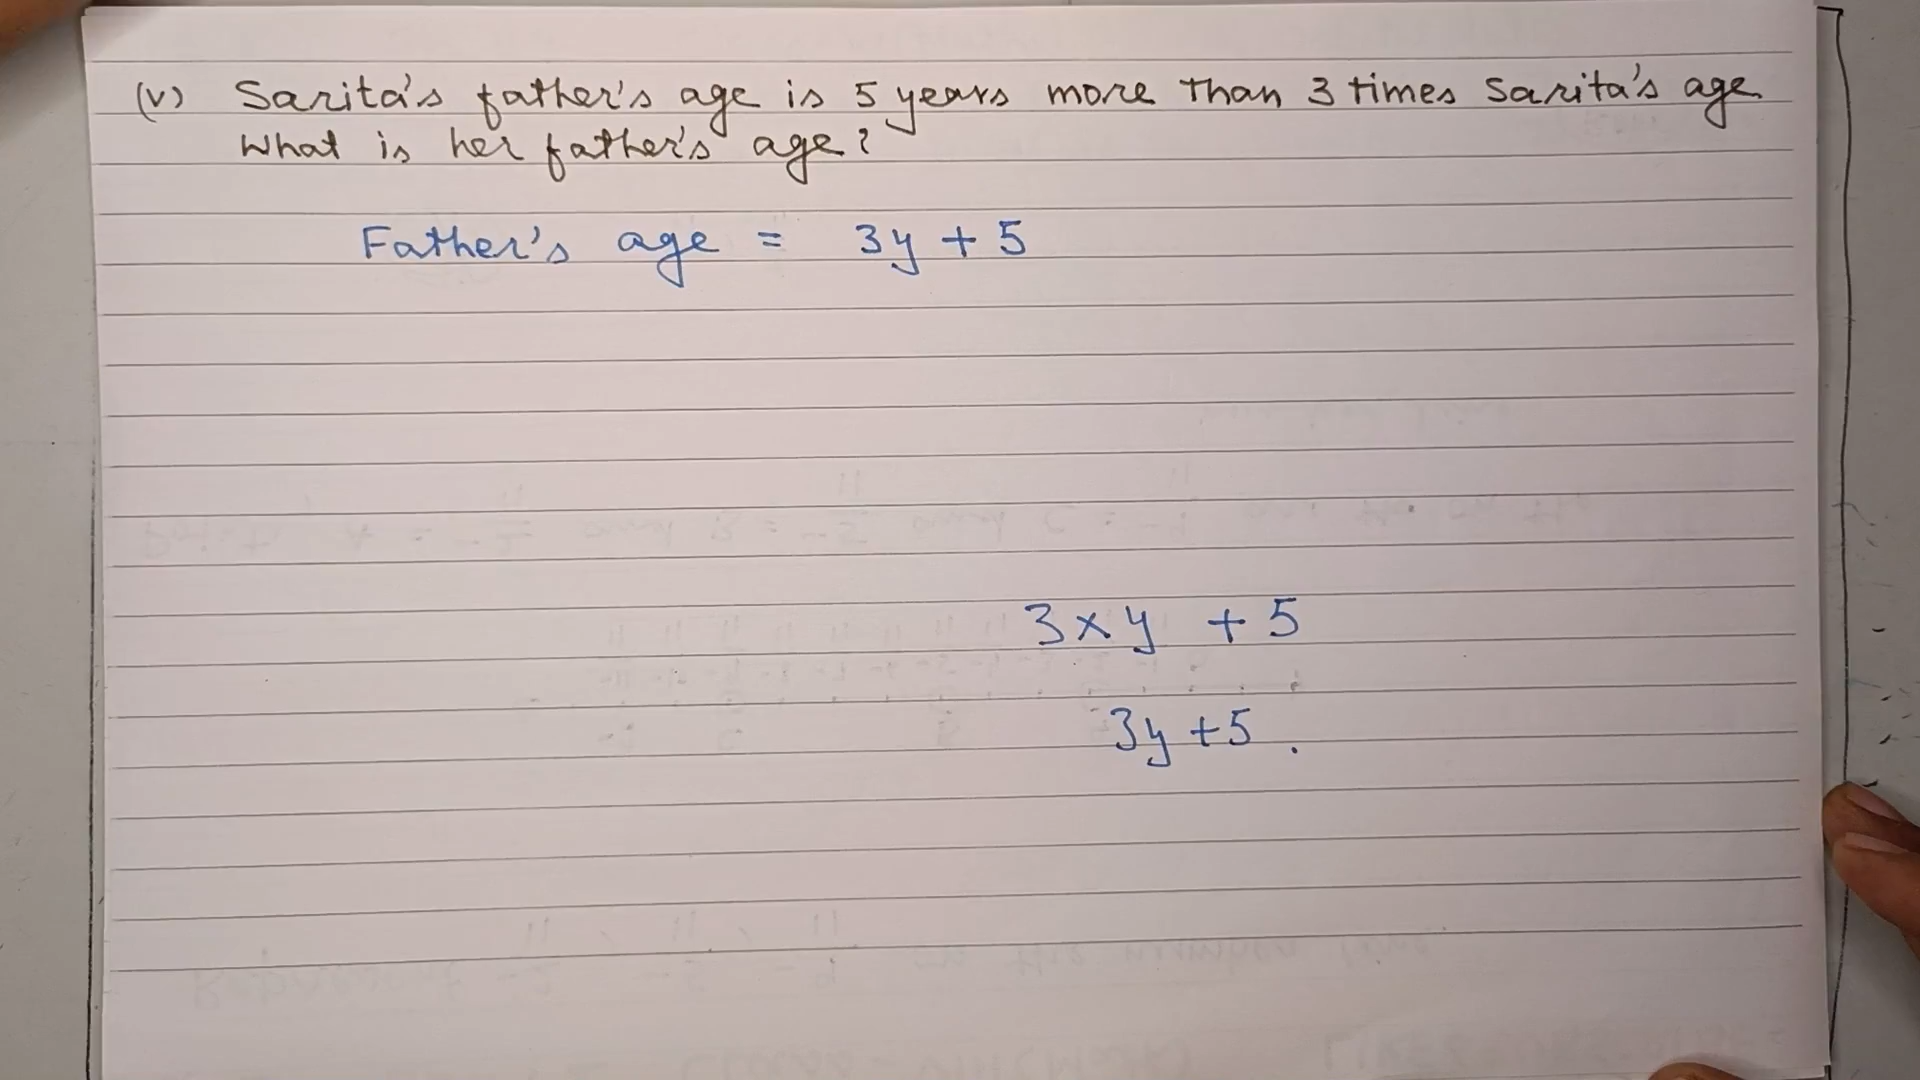 (v) Sarita's father's age is 5 years more than 3 times Sarita's age.
What is her father's age?
Father's age = 3y + 5
3 × y + 5
3y + 5.